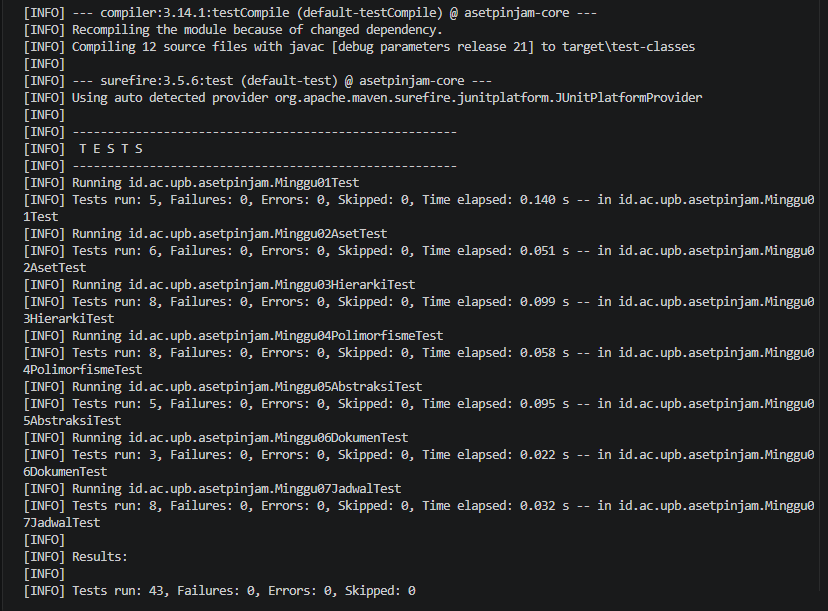 [INFO] --- compiler:3.14.1:testCompile (default-testCompile) @ asetpinjam-core ---
[INFO] Recompiling the module because of changed dependency.
[INFO] Compiling 12 source files with javac [debug parameters release 21] to target\test-classes
[INFO]
[INFO] --- surefire:3.5.6:test (default-test) @ asetpinjam-core ---
[INFO] Using auto detected provider org.apache.maven.surefire.junitplatform.JUnitPlatformProvider
[INFO]
[INFO] -------------------------------------------------------
[INFO]  T E S T S
[INFO] -------------------------------------------------------
[INFO] Running id.ac.upb.asetpinjam.Minggu01Test
[INFO] Tests run: 5, Failures: 0, Errors: 0, Skipped: 0, Time elapsed: 0.140 s -- in id.ac.upb.asetpinjam.Minggu0
1Test
[INFO] Running id.ac.upb.asetpinjam.Minggu02AsetTest
[INFO] Tests run: 6, Failures: 0, Errors: 0, Skipped: 0, Time elapsed: 0.051 s -- in id.ac.upb.asetpinjam.Minggu0
2AsetTest
[INFO] Running id.ac.upb.asetpinjam.Minggu03HierarkiTest
[INFO] Tests run: 8, Failures: 0, Errors: 0, Skipped: 0, Time elapsed: 0.099 s -- in id.ac.upb.asetpinjam.Minggu0
3HierarkiTest
[INFO] Running id.ac.upb.asetpinjam.Minggu04PolimorfismeTest
[INFO] Tests run: 8, Failures: 0, Errors: 0, Skipped: 0, Time elapsed: 0.058 s -- in id.ac.upb.asetpinjam.Minggu0
4PolimorfismeTest
[INFO] Running id.ac.upb.asetpinjam.Minggu05AbstraksiTest
[INFO] Tests run: 5, Failures: 0, Errors: 0, Skipped: 0, Time elapsed: 0.095 s -- in id.ac.upb.asetpinjam.Minggu0
5AbstraksiTest
[INFO] Running id.ac.upb.asetpinjam.Minggu06DokumenTest
[INFO] Tests run: 3, Failures: 0, Errors: 0, Skipped: 0, Time elapsed: 0.022 s -- in id.ac.upb.asetpinjam.Minggu0
6DokumenTest
[INFO] Running id.ac.upb.asetpinjam.Minggu07JadwalTest
[INFO] Tests run: 8, Failures: 0, Errors: 0, Skipped: 0, Time elapsed: 0.032 s -- in id.ac.upb.asetpinjam.Minggu0
7JadwalTest
[INFO]
[INFO] Results:
[INFO]
[INFO] Tests run: 43, Failures: 0, Errors: 0, Skipped: 0